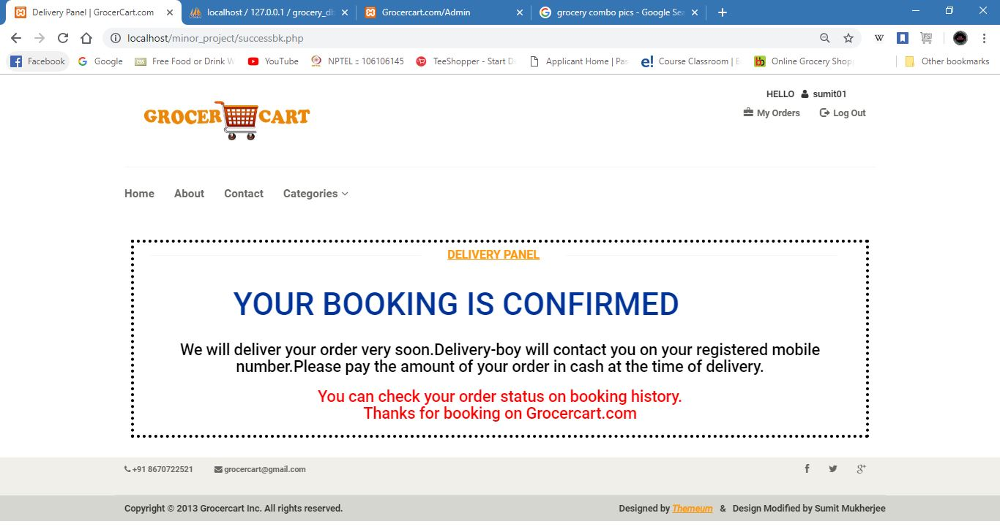 Delivery Panel | GrocerCart.com
localhost / 127.0.0.1 / grocery_db
Grocercart.com/Admin
grocery combo pics - Google Sea
localhost/minor_project/successbk.php
W
Facebook
Google
Free Food or Drink W
YouTube
NPTEL :: 106106145
TeeShopper - Start D
Applicant Home | Pas
e! Course Classroom | E
bb Online Grocery Shop
Other bookmarks
GROCER CART
HELLO sumit01
My Orders
Log Out
Home
About
Contact
Categories
DELIVERY PANEL
YOUR BOOKING IS CONFIRMED
We will deliver your order very soon.Delivery-boy will contact you on your registered mobile
number.Please pay the amount of your order in cash at the time of delivery.
You can check your order status on booking history.
Thanks for booking on Grocercart.com
+91 8670722521
grocercart@gmail.com
Copyright © 2013 Grocercart Inc. All rights reserved.
Designed by Themeum & Design Modified by Sumit Mukherjee